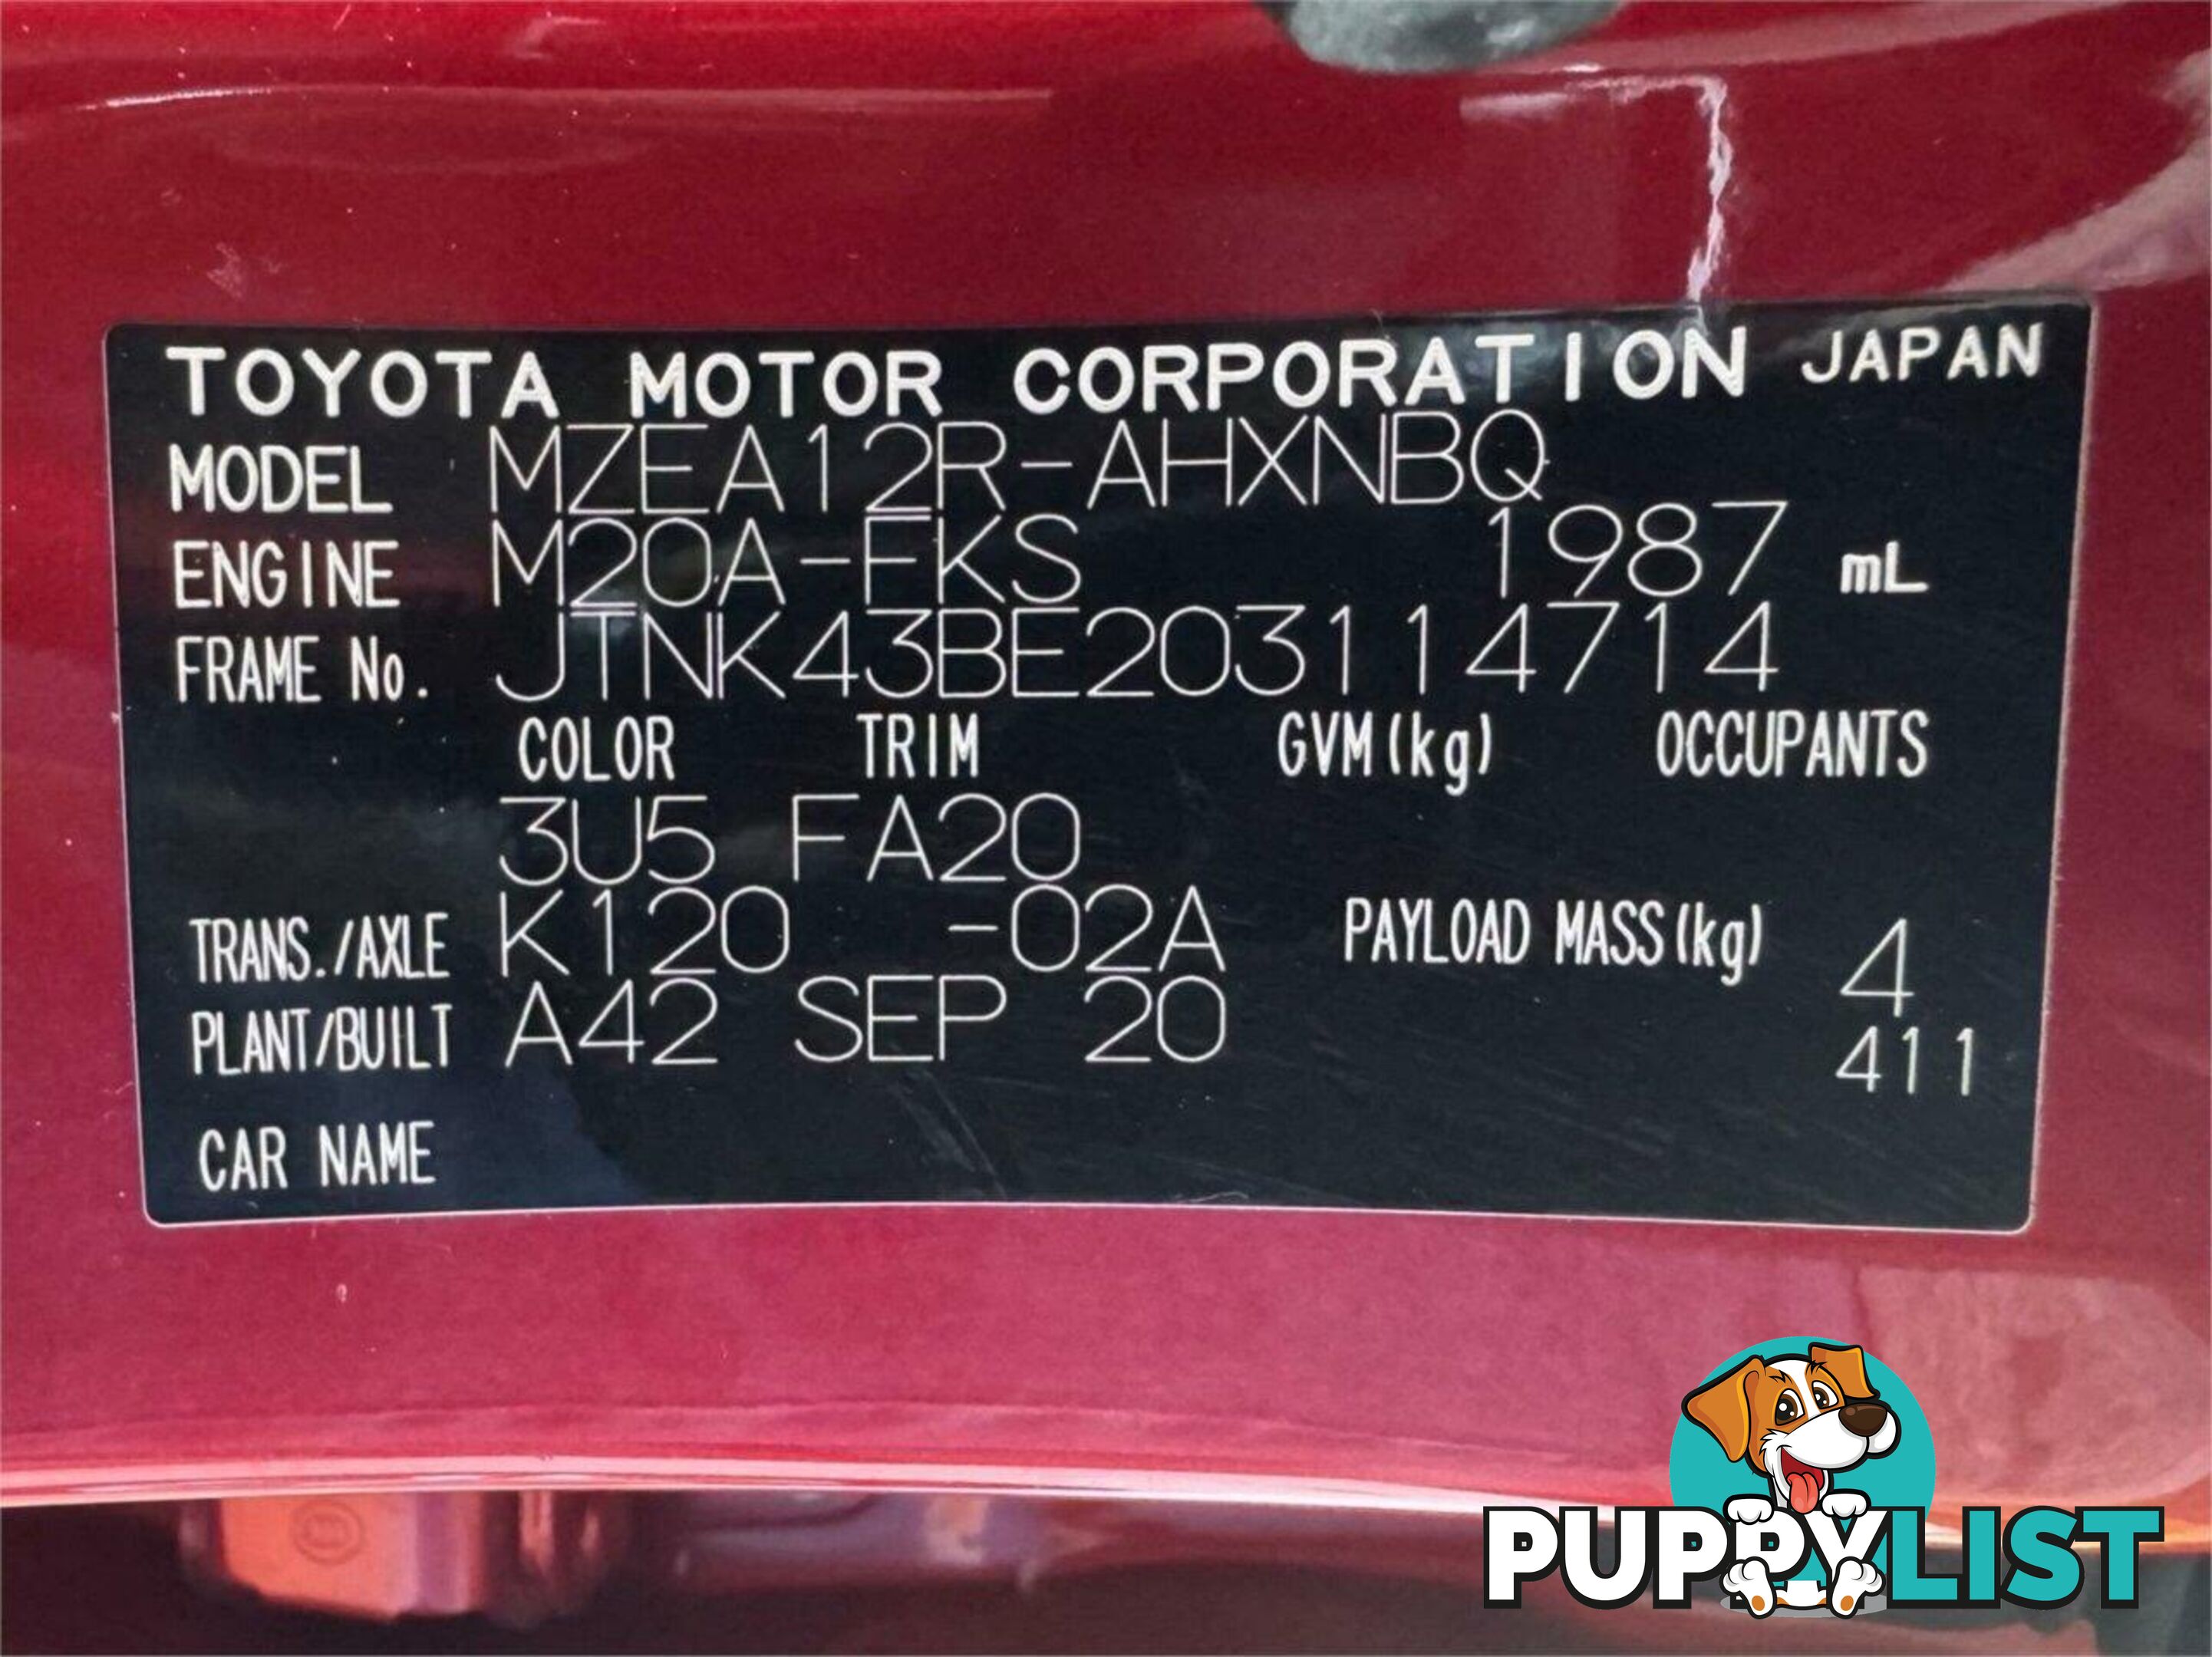 TOYOTA MOTOR CORPORATION JAPAN
MODEL MZEA12R-AHXNBQ
ENGINE M20A-FKS 1987 mL
FRAME No. JTNK43BE203114714
COLOR TRIM GVM(kg) OCCUPANTS
3U5 FA20
TRANS./AXLE K120 -02A PAYLOAD MASS(kg) 4
PLANT/BUILT A42 SEP 20 411
CAR NAME
PUPPYLIST